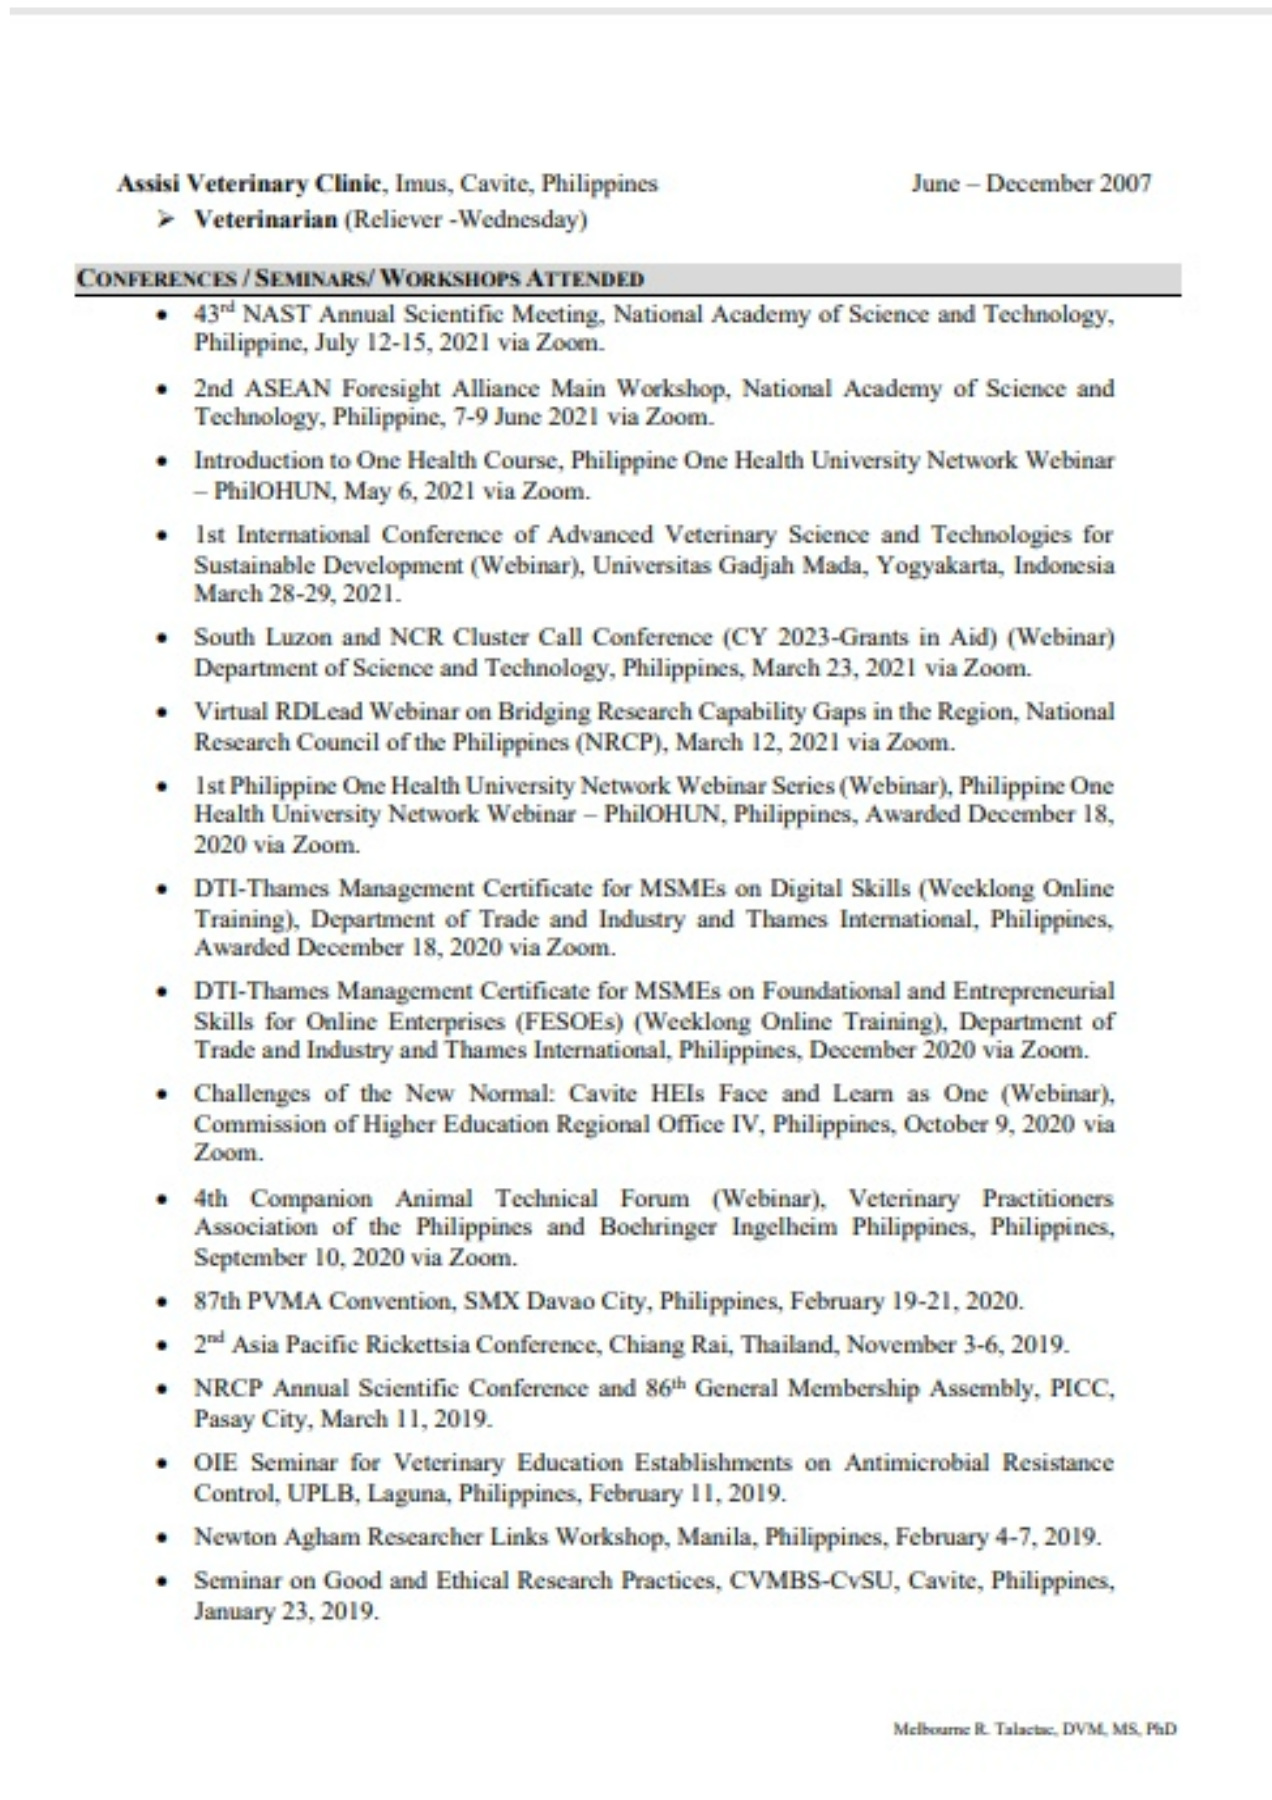 Assisi Veterinary Clinic, Imus, Cavite, Philippines June – December 2007
➢ Veterinarian (Reliever -Wednesday)
CONFERENCES / SEMINARS/ WORKSHOPS ATTENDED
• 43rd NAST Annual Scientific Meeting, National Academy of Science and Technology,
Philippine, July 12-15, 2021 via Zoom.
• 2nd ASEAN Foresight Alliance Main Workshop, National Academy of Science and
Technology, Philippine, 7-9 June 2021 via Zoom.
• Introduction to One Health Course, Philippine One Health University Network Webinar
– PhilOHUN, May 6, 2021 via Zoom.
• 1st International Conference of Advanced Veterinary Science and Technologies for
Sustainable Development (Webinar), Universitas Gadjah Mada, Yogyakarta, Indonesia
March 28-29, 2021.
• South Luzon and NCR Cluster Call Conference (CY 2023-Grants in Aid) (Webinar)
Department of Science and Technology, Philippines, March 23, 2021 via Zoom.
• Virtual RDLead Webinar on Bridging Research Capability Gaps in the Region, National
Research Council of the Philippines (NRCP), March 12, 2021 via Zoom.
• 1st Philippine One Health University Network Webinar Series (Webinar), Philippine One
Health University Network Webinar – PhilOHUN, Philippines, Awarded December 18,
2020 via Zoom.
• DTI-Thames Management Certificate for MSMEs on Digital Skills (Weeklong Online
Training), Department of Trade and Industry and Thames International, Philippines,
Awarded December 18, 2020 via Zoom.
• DTI-Thames Management Certificate for MSMEs on Foundational and Entrepreneurial
Skills for Online Enterprises (FESOEs) (Weeklong Online Training), Department of
Trade and Industry and Thames International, Philippines, December 2020 via Zoom.
• Challenges of the New Normal: Cavite HEIs Face and Learn as One (Webinar),
Commission of Higher Education Regional Office IV, Philippines, October 9, 2020 via
Zoom.
• 4th Companion Animal Technical Forum (Webinar), Veterinary Practitioners
Association of the Philippines and Boehringer Ingelheim Philippines, Philippines,
September 10, 2020 via Zoom.
• 87th PVMA Convention, SMX Davao City, Philippines, February 19-21, 2020.
• 2nd Asia Pacific Rickettsia Conference, Chiang Rai, Thailand, November 3-6, 2019.
• NRCP Annual Scientific Conference and 86th General Membership Assembly, PICC,
Pasay City, March 11, 2019.
• OIE Seminar for Veterinary Education Establishments on Antimicrobial Resistance
Control, UPLB, Laguna, Philippines, February 11, 2019.
• Newton Agham Researcher Links Workshop, Manila, Philippines, February 4-7, 2019.
• Seminar on Good and Ethical Research Practices, CVMBS-CvSU, Cavite, Philippines,
January 23, 2019.
Melbourne R. Talactac, DVM, MS, PhD